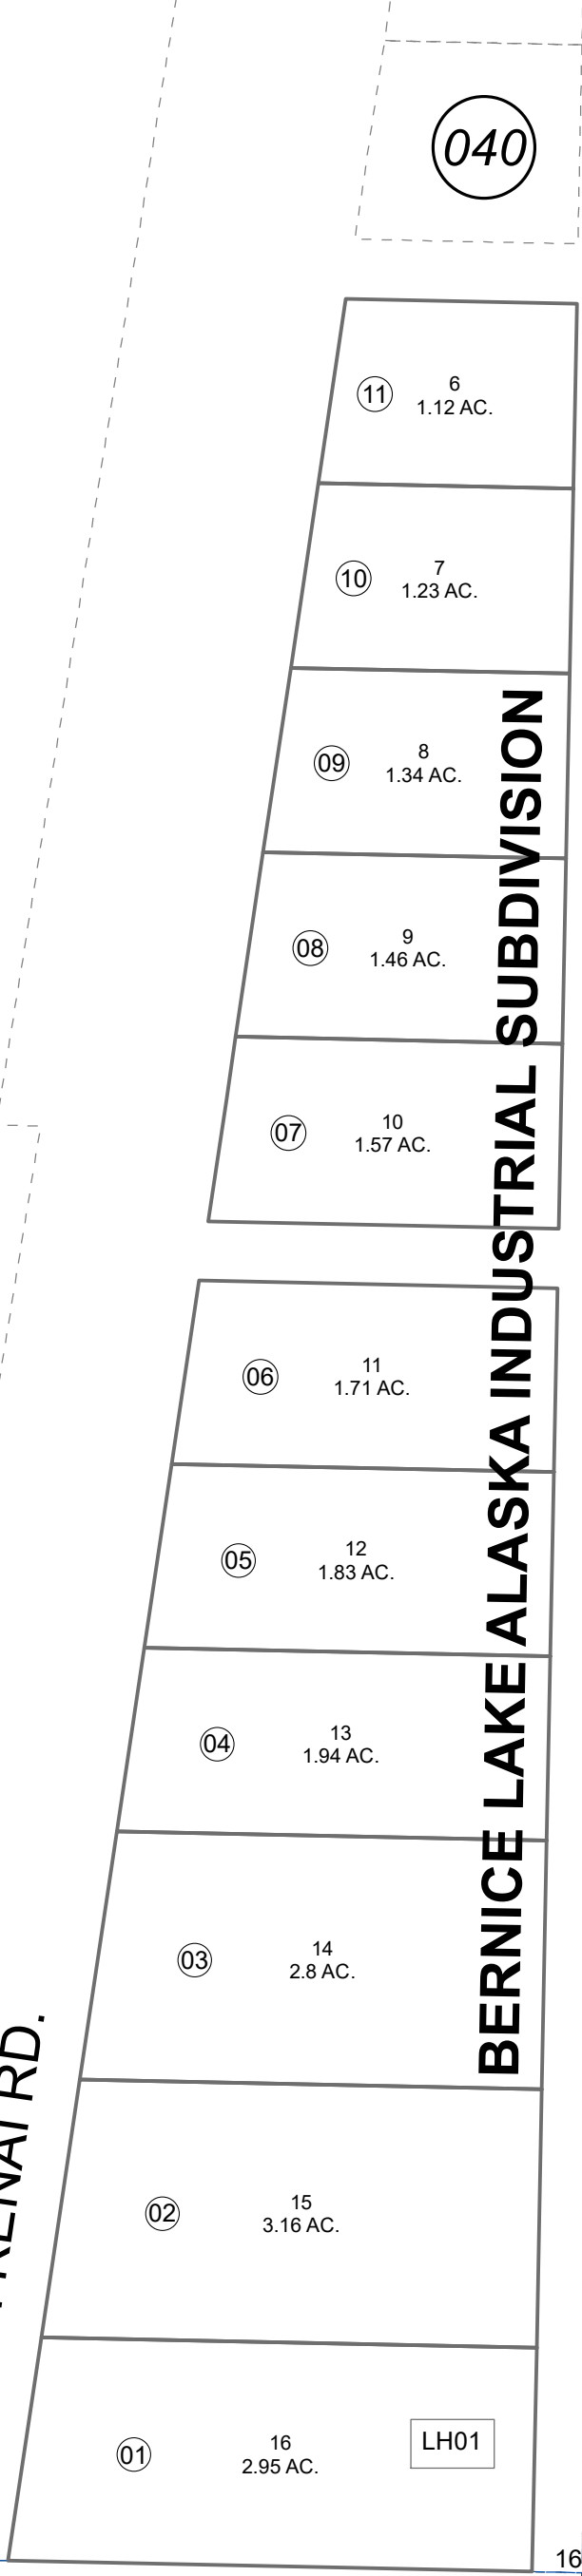 040
11
6
1.12 AC.
10
7
1.23 AC.
09
8
1.34 AC.
08
9
1.46 AC.
07
10
1.57 AC.
BERNICE LAKE ALASKA INDUSTRIAL SUBDIVISION
06
11
1.71 AC.
05
12
1.83 AC.
04
13
1.94 AC.
03
14
2.8 AC.
RD.
02
15
3.16 AC.
01
16
2.95 AC.
LH01
16